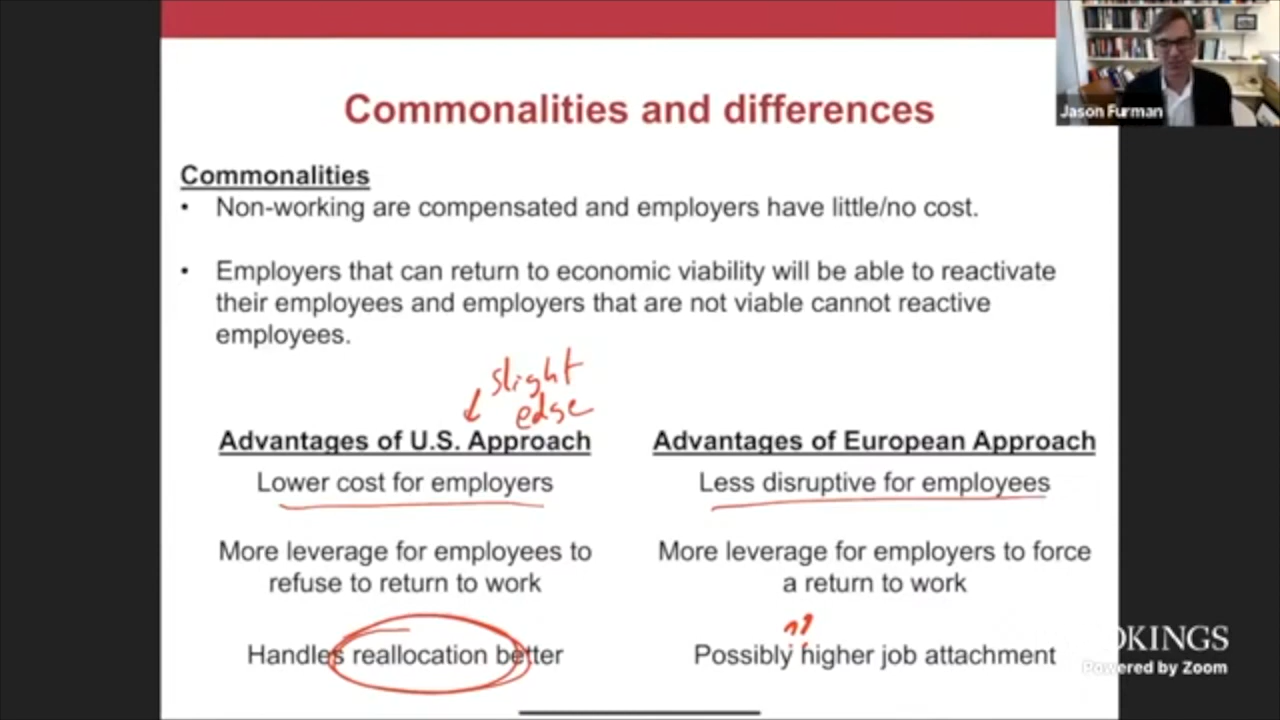 Commonalities and differences
Jason Furman
Commonalities
• Non-working are compensated and employers have little/no cost.
• Employers that can return to economic viability will be able to reactivate
their employees and employers that are not viable cannot reactive
employees.
slight
edge
Advantages of U.S. Approach
Lower cost for employers
More leverage for employees to
refuse to return to work
Handles reallocation better
Advantages of European Approach
Less disruptive for employees
More leverage for employers to force
a return to work
??
Possibly higher job attachment
OKINGS
Powered by Zoom